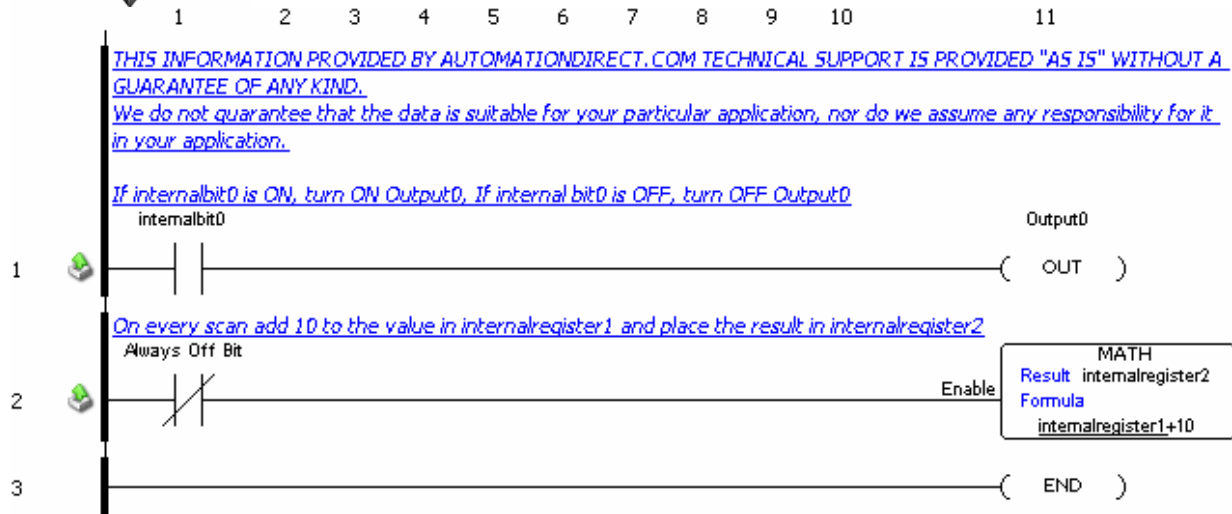 1 2 3 4 5 6 7 8 9 10 11
THIS INFORMATION PROVIDED BY AUTOMATIONDIRECT.COM TECHNICAL SUPPORT IS PROVIDED "AS IS" WITHOUT A
GUARANTEE OF ANY KIND.
We do not guarantee that the data is suitable for your particular application, nor do we assume any responsibility for it
in your application.
If internalbit0 is ON, turn ON Output0, If internal bit0 is OFF, turn OFF Output0
internalbit0 Output0
1 ( OUT )
On every scan add 10 to the value in internalregister1 and place the result in internalregister2
Always Off Bit MATH
Result internalregister2
2 Enable Formula
internalregister1+10
3 ( END )